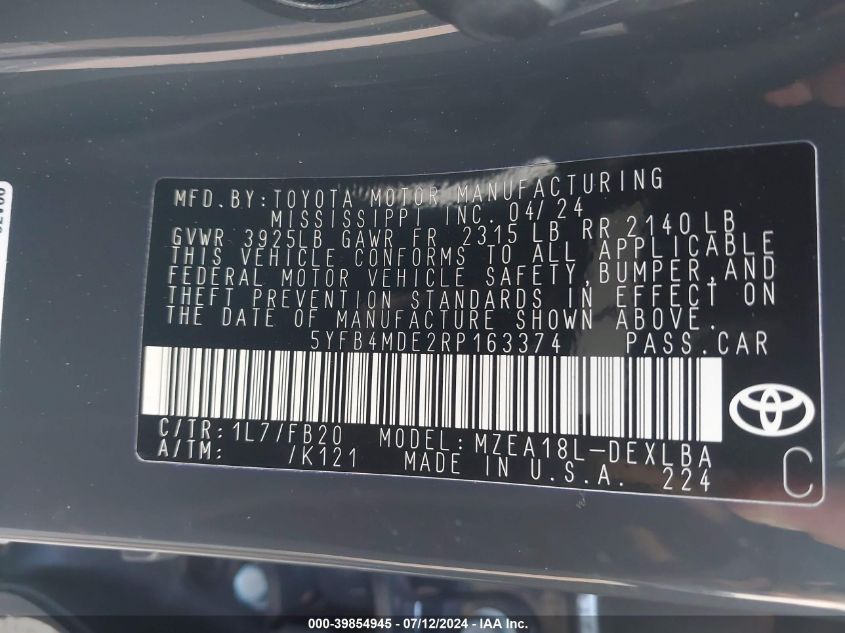 MFD. BY: TOYOTA MOTOR MANUFACTURING
MISSISSIPPI INC. 04/24
GVWR 3925LB GAWR FR 2315 LB RR 2140LB
THIS VEHICLE CONFORMS TO ALL APPLICABLE
FEDERAL MOTOR VEHICLE SAFETY, BUMPER, AND
THEFT PREVENTION STANDARDS IN EFFECT ON
THE DATE OF MANUFACTURE SHOWN ABOVE.
5YFB4MDE2RP163374 PASS. CAR
C/TR: 1L7/FB20 MODEL: MZEA18L-DEXLBA
A/TM: /K121 MADE IN U.S.A. 224
C
000-39854945 - 07/12/2024 - IAAI Inc.